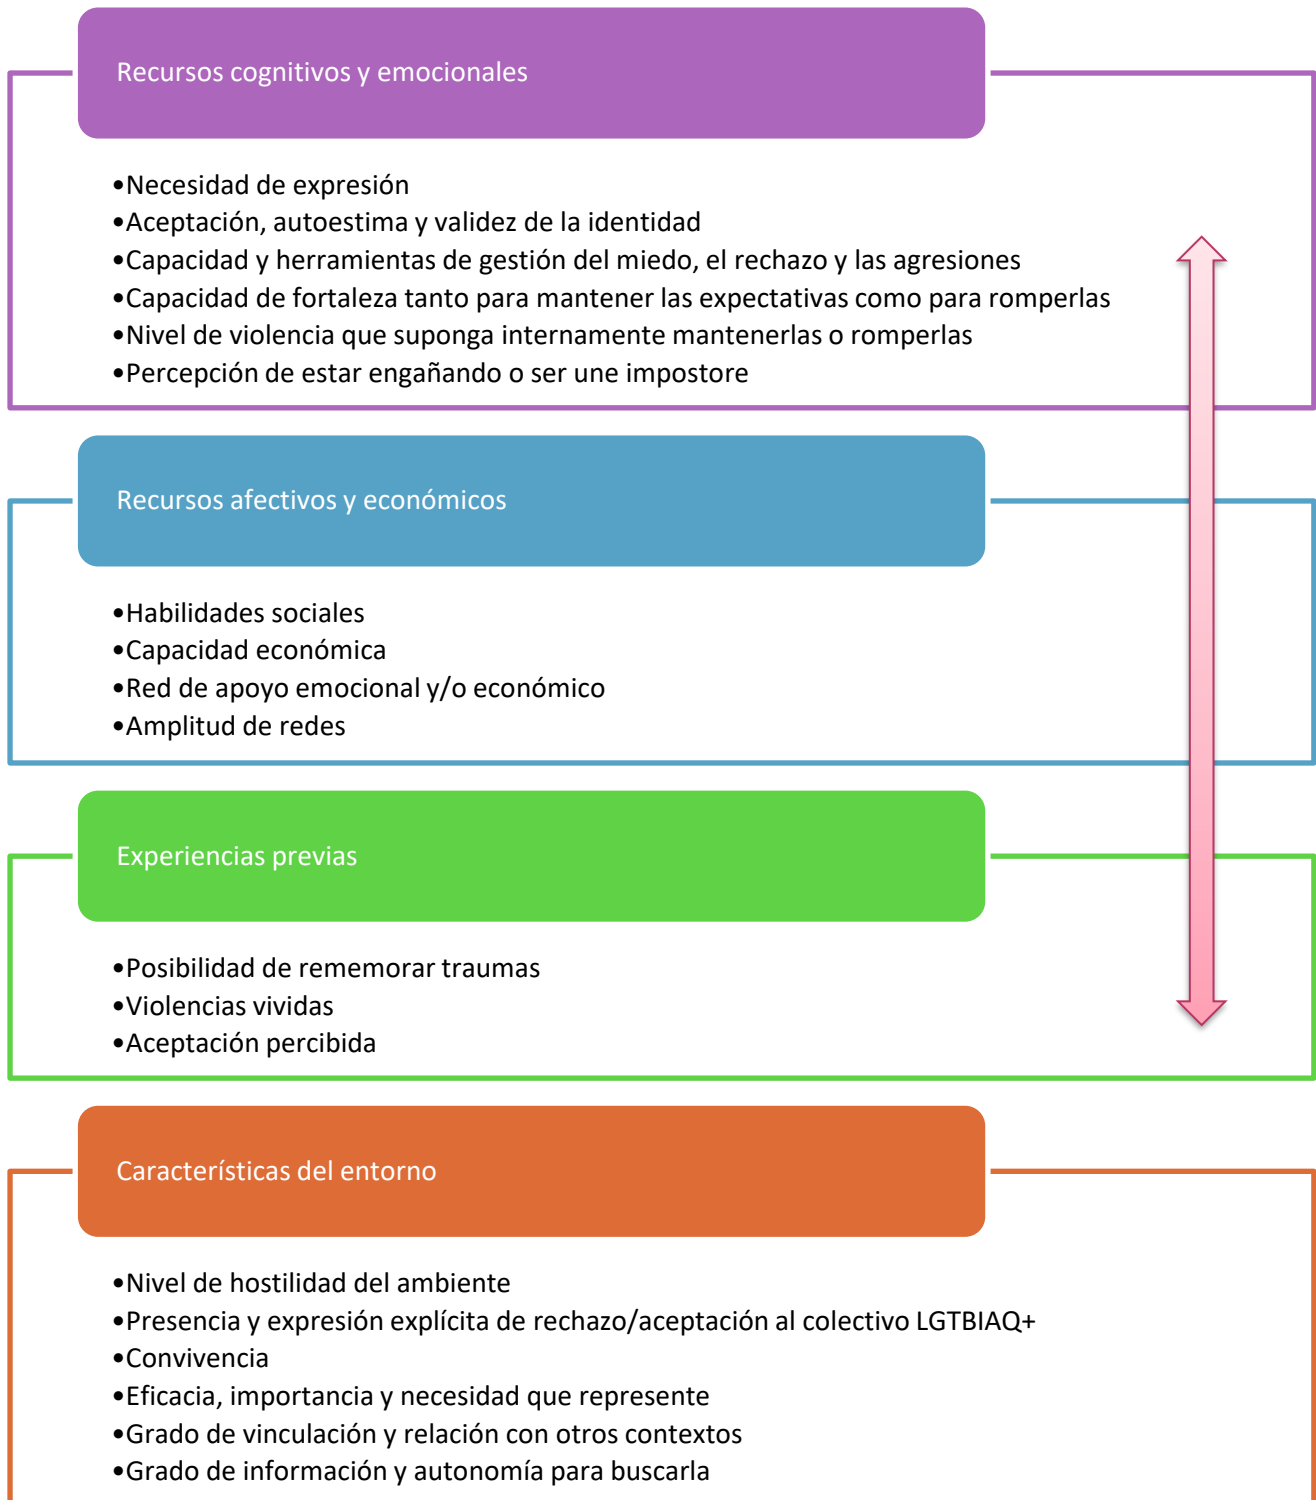 Recursos cognitivos y emocionales
•Necesidad de expresión
•Aceptación, autoestima y validez de la identidad
•Capacidad y herramientas de gestión del miedo, el rechazo y las agresiones
•Capacidad de fortaleza tanto para mantener las expectativas como para romperlas
•Nivel de violencia que suponga internamente mantenerlas o romperlas
•Percepción de estar engañando o ser une impostore
Recursos afectivos y económicos
•Habilidades sociales
•Capacidad económica
•Red de apoyo emocional y/o económico
•Amplitud de redes
Experiencias previas
•Posibilidad de rememorar traumas
•Violencias vividas
•Aceptación percibida
Características del entorno
•Nivel de hostilidad del ambiente
•Presencia y expresión explícita de rechazo/aceptación al colectivo LGTBIAQ+
•Convivencia
•Eficacia, importancia y necesidad que represente
•Grado de vinculación y relación con otros contextos
•Grado de información y autonomía para buscarla